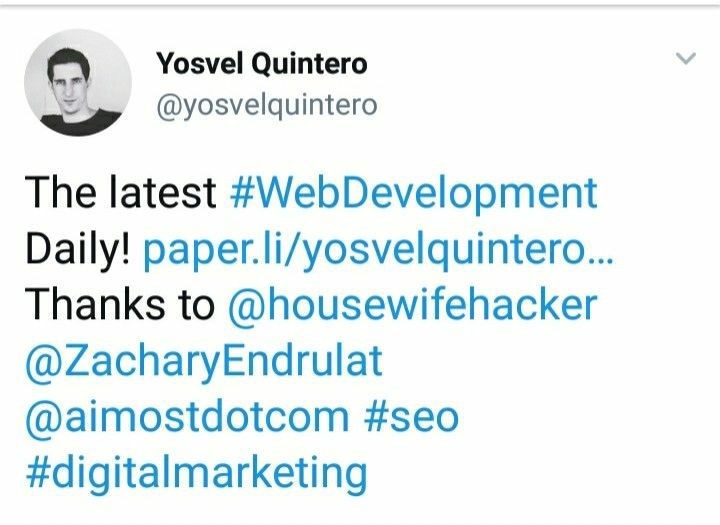 Yosvel Quintero
@yosvelquintero
The latest #WebDevelopment
Daily! paper.li/yosvelquintero...
Thanks to @housewifehacker
@ZacharyEndrulat
@aimostdotcom #seo
#digitalmarketing